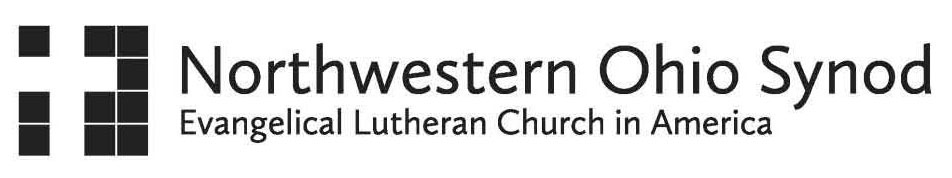 Northwestern Ohio Synod
Evangelical Lutheran Church in America